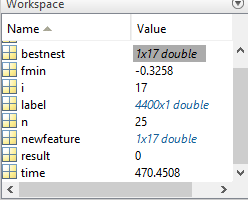 Workspace
Name Value
bestnest 1x17 double
fmin -0.3258
i 17
label 4400x1 double
n 25
newfeature 1x17 double
result 0
time 470.4508